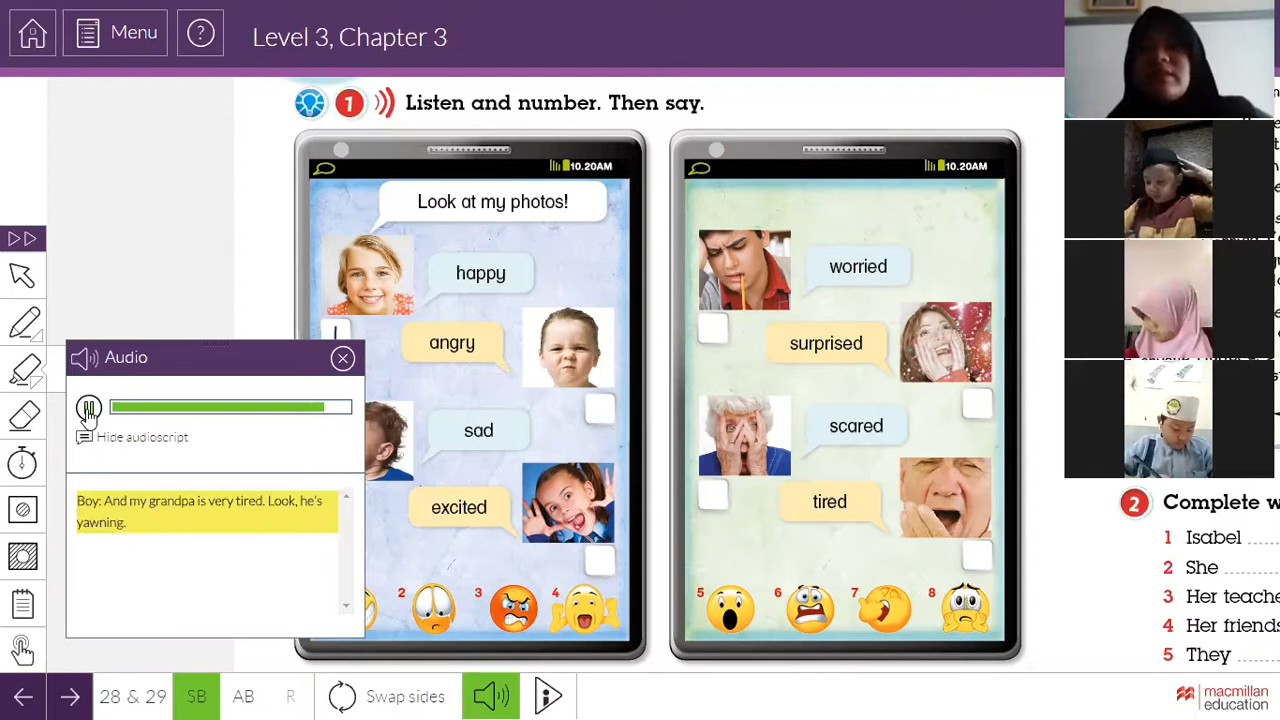 Menu
?
Level 3, Chapter 3
1 Listen and number. Then say.
10.20AM
Look at my photos!
happy
1
angry
sad
excited
2 3 4
10.20AM
worried
surprised
scared
tired
5 6 7 8
Audio
Hide audioscript
Boy: And my grandpa is very tired. Look, he's
yawning.
2 Complete w
1 Isabel ....
2 She ....
3 Her teache
4 Her friends
5 They ....
28 & 29
SB
AB
R
Swap sides
macmillan
education